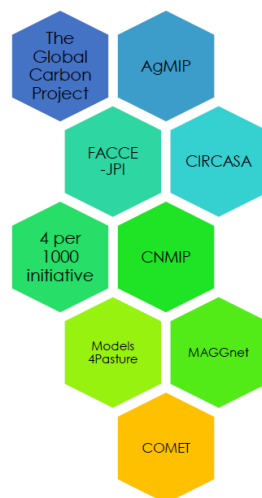 The
Global
Carbon
Project
AgMIP
FACCE
-JPI
CIRCASA
4 per
1000
initiative
CNMIP
Models
4Pasture
MAGGnet
COMET